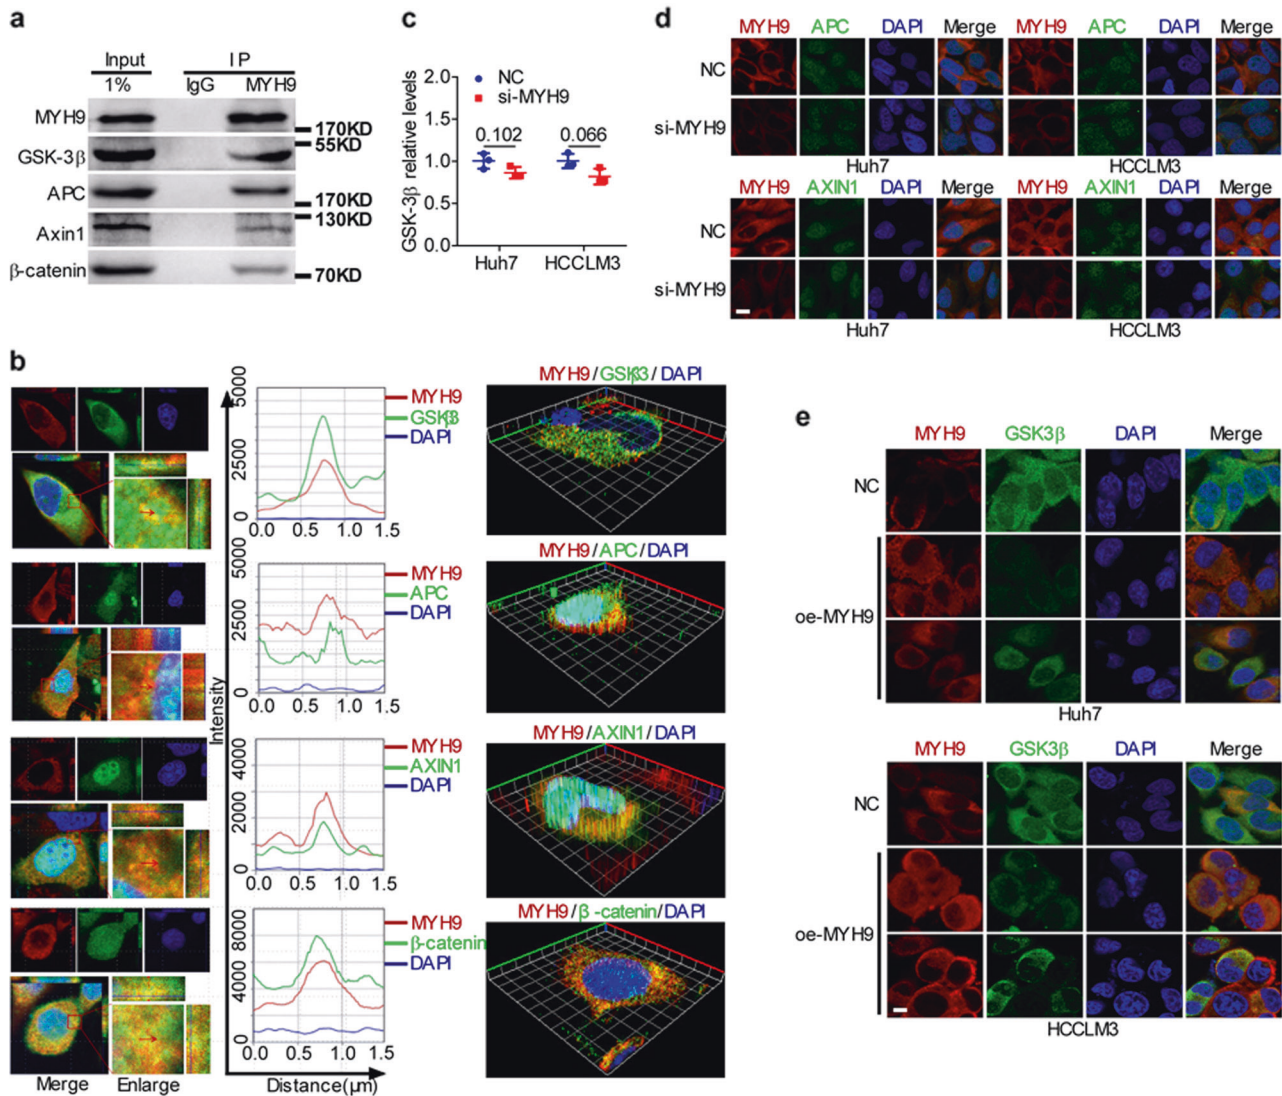 a
Input
IP
1%
IgG
MYH9
MYH9
170KD
GSK-3β
55KD
APC
170KD
Axin1
130KD
β-catenin
70KD
c
GSK-3β relative levels
2.0
1.5
1.0
0.5
0.0
NC
si-MYH9
0.102
0.066
Huh7
HCCLM3
d
MYH9 APC DAPI Merge MYH9 APC DAPI Merge
NC
si-MYH9
Huh7
HCCLM3
MYH9 AXIN1 DAPI Merge MYH9 AXIN1 DAPI Merge
NC
si-MYH9
Huh7
HCCLM3
b
Intensity
5000
2500
0
MYH9
GSKβ3
DAPI
0.0 0.5 1.0 1.5
MYH9/GSKβ3/DAPI
5000
2500
0
MYH9
APC
DAPI
0.0 0.5 1.0 1.5
MYH9/APC/DAPI
4000
2000
0
MYH9
AXIN1
DAPI
0.0 0.5 1.0 1.5
MYH9/AXIN1/DAPI
8000
4000
0
MYH9
β-catenin
DAPI
0.0 0.5 1.0 1.5
MYH9/β-catenin/DAPI
Merge
Enlarge
Distance(μm)
e
MYH9 GSK3β DAPI Merge
NC
oe-MYH9
Huh7
MYH9 GSK3β DAPI Merge
NC
oe-MYH9
HCCLM3